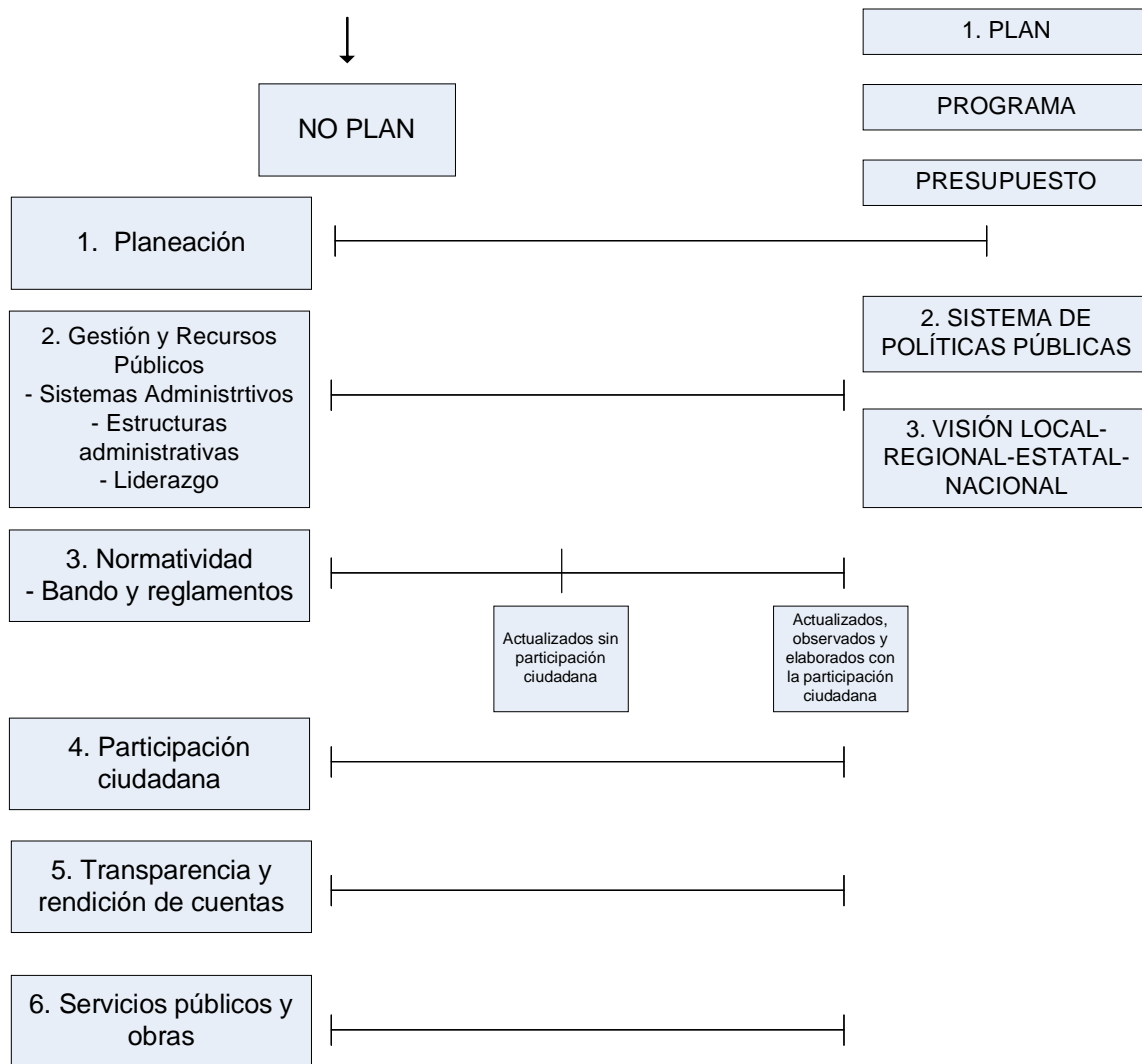 1. PLAN
NO PLAN
PROGRAMA
PRESUPUESTO
1.  Planeación
2. Gestión y Recursos
Públicos
- Sistemas Administrtivos
- Estructuras
administrativas
- Liderazgo
2. SISTEMA DE
POLÍTICAS PÚBLICAS
3. VISIÓN LOCAL-
REGIONAL-ESTATAL-
NACIONAL
3. Normatividad
- Bando y reglamentos
Actualizados sin
participación
ciudadana
Actualizados,
observados y
elaborados con
la participación
ciudadana
4. Participación
ciudadana
5. Transparencia y
rendición de cuentas
6. Servicios públicos y
obras